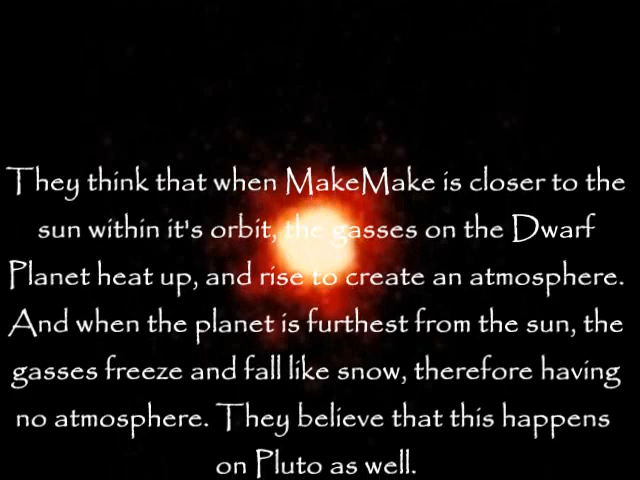 They think that when MakeMake is closer to the
sun within it's orbit, the gasses on the Dwarf
Planet heat up, and rise to create an atmosphere.
And when the planet is furthest from the sun, the
gasses freeze and fall like snow, therefore having
no atmosphere. They believe that this happens
on Pluto as well.